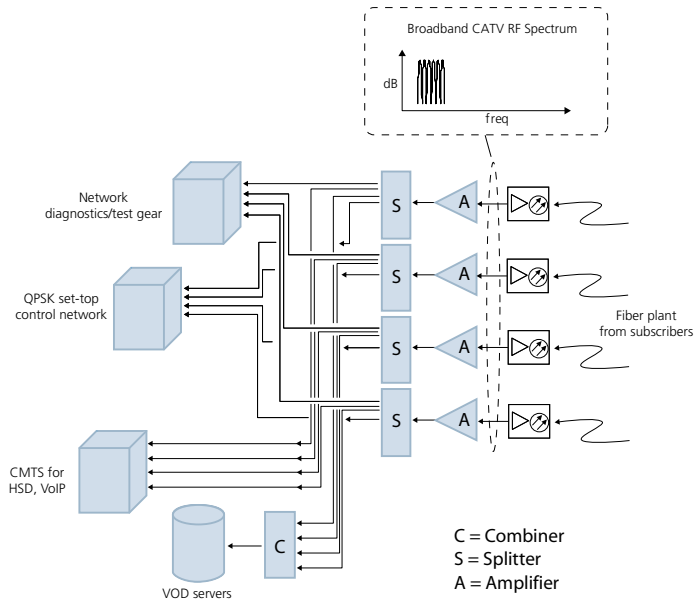 Broadband CATV RF Spectrum
dB
freq
Network
diagnostics/test gear
S
A
S
A
QPSK set-top
control network
Fiber plant
from subscribers
S
A
S
A
CMTS for
HSD, VoIP
C
VOD servers
C = Combiner
S = Splitter
A = Amplifier